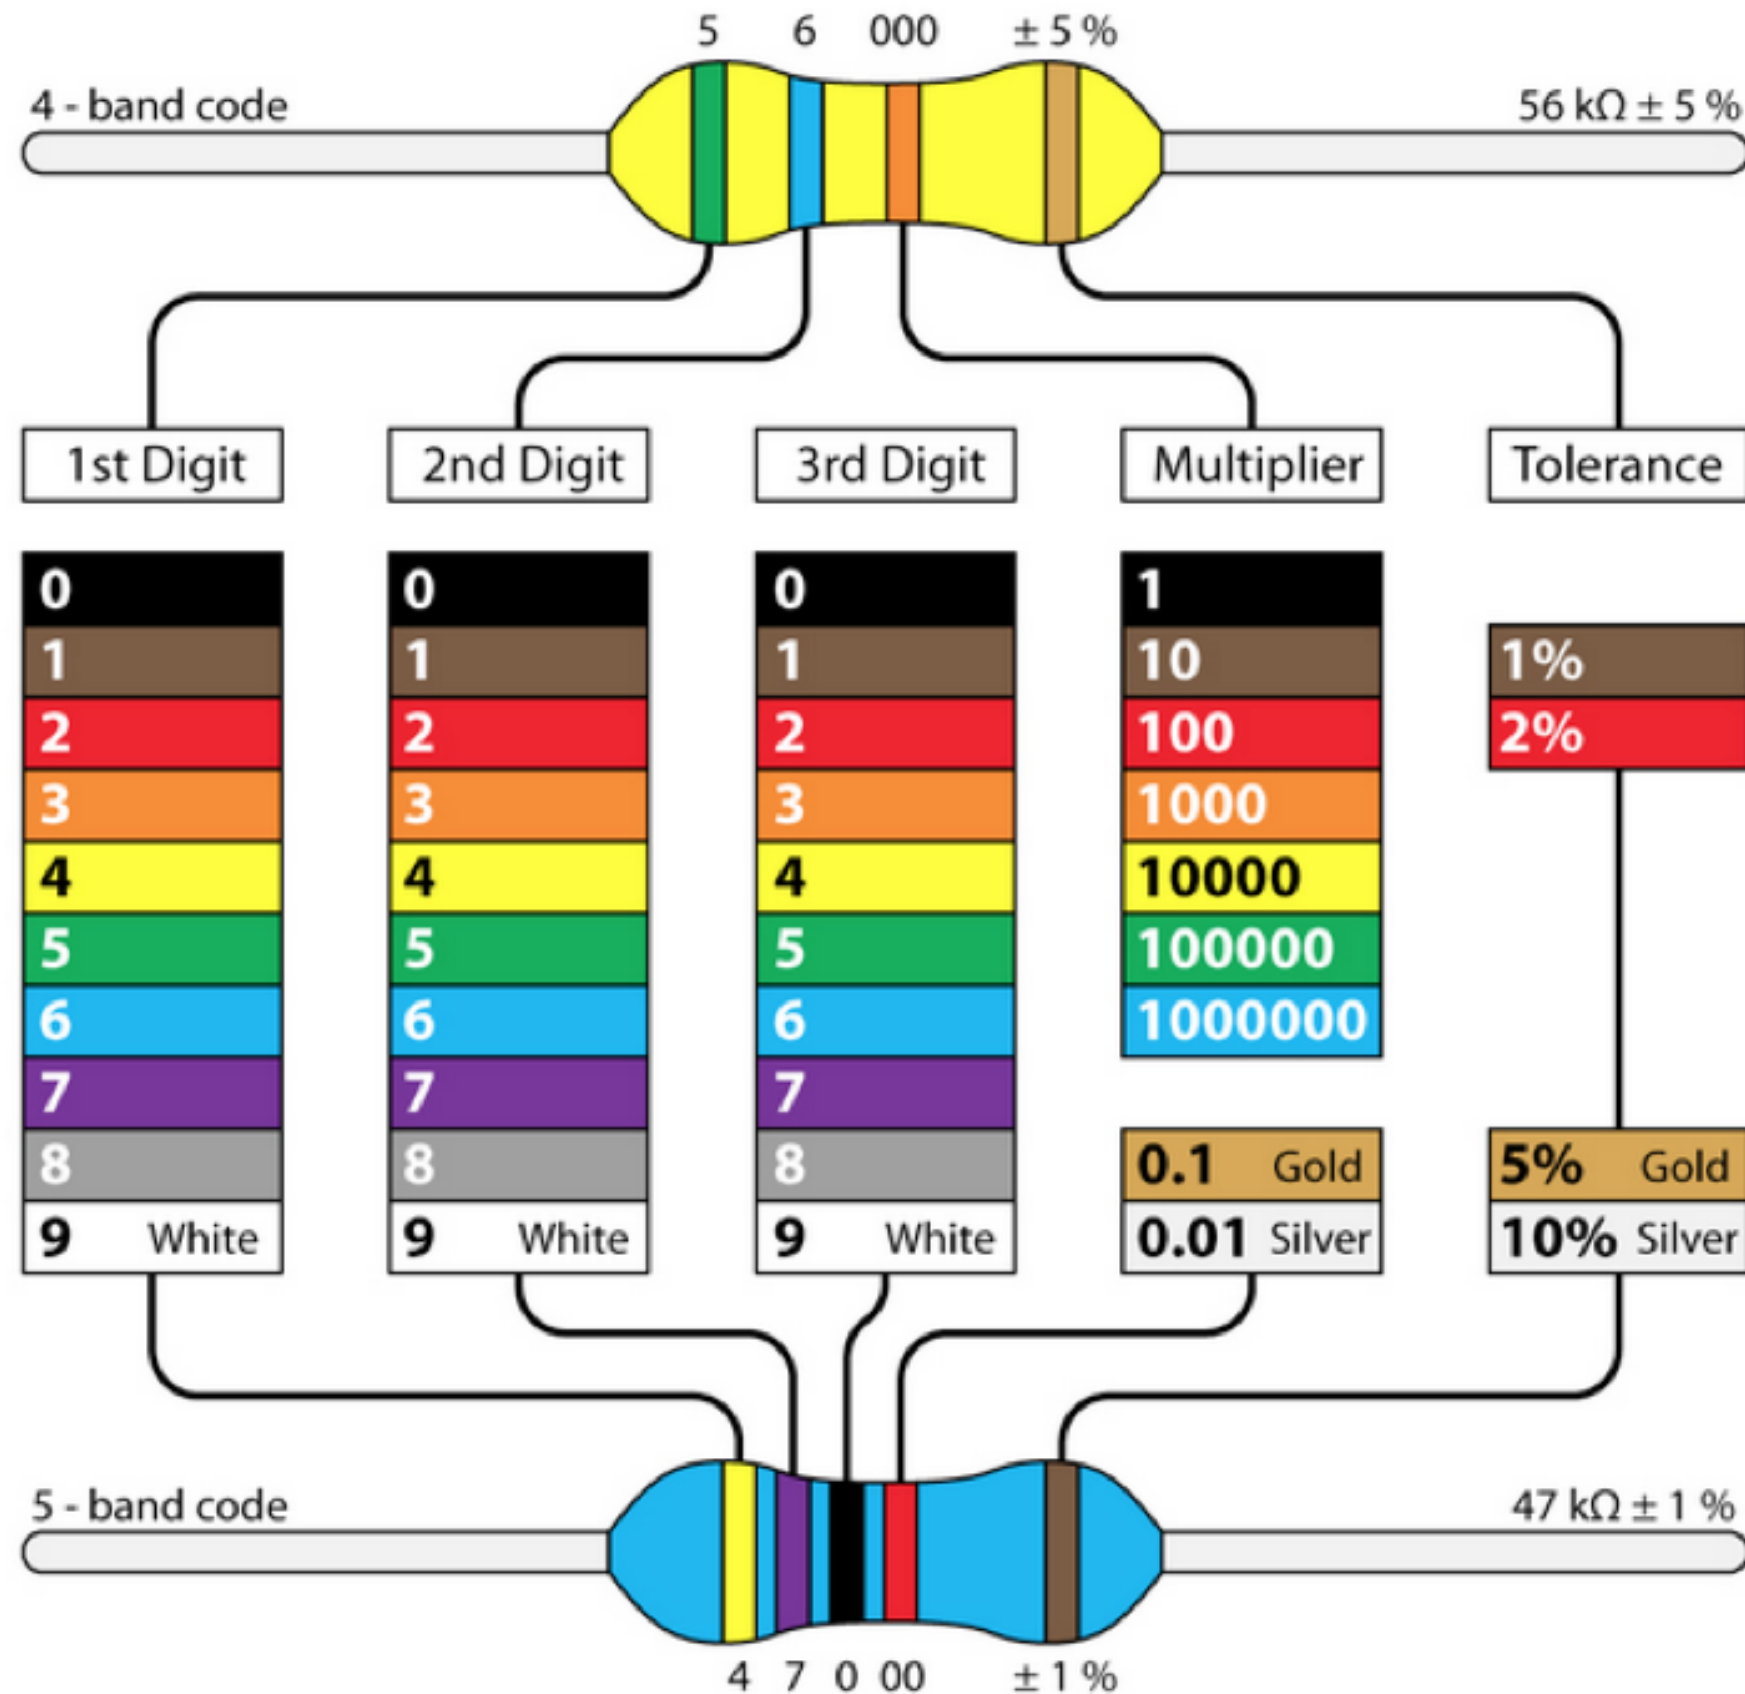 5 6 000 ± 5 %
4 - band code 56 kΩ ± 5 %
1st Digit 2nd Digit 3rd Digit Multiplier Tolerance
0 0 0 1
1 1 1 10 1%
2 2 2 100 2%
3 3 3 1000
4 4 4 10000
5 5 5 100000
6 6 6 1000000
7 7 7
8 8 8 0.1 Gold 5% Gold
9 White 9 White 9 White 0.01 Silver 10% Silver
5 - band code 47 kΩ ± 1 %
4 7 0 00 ± 1 %